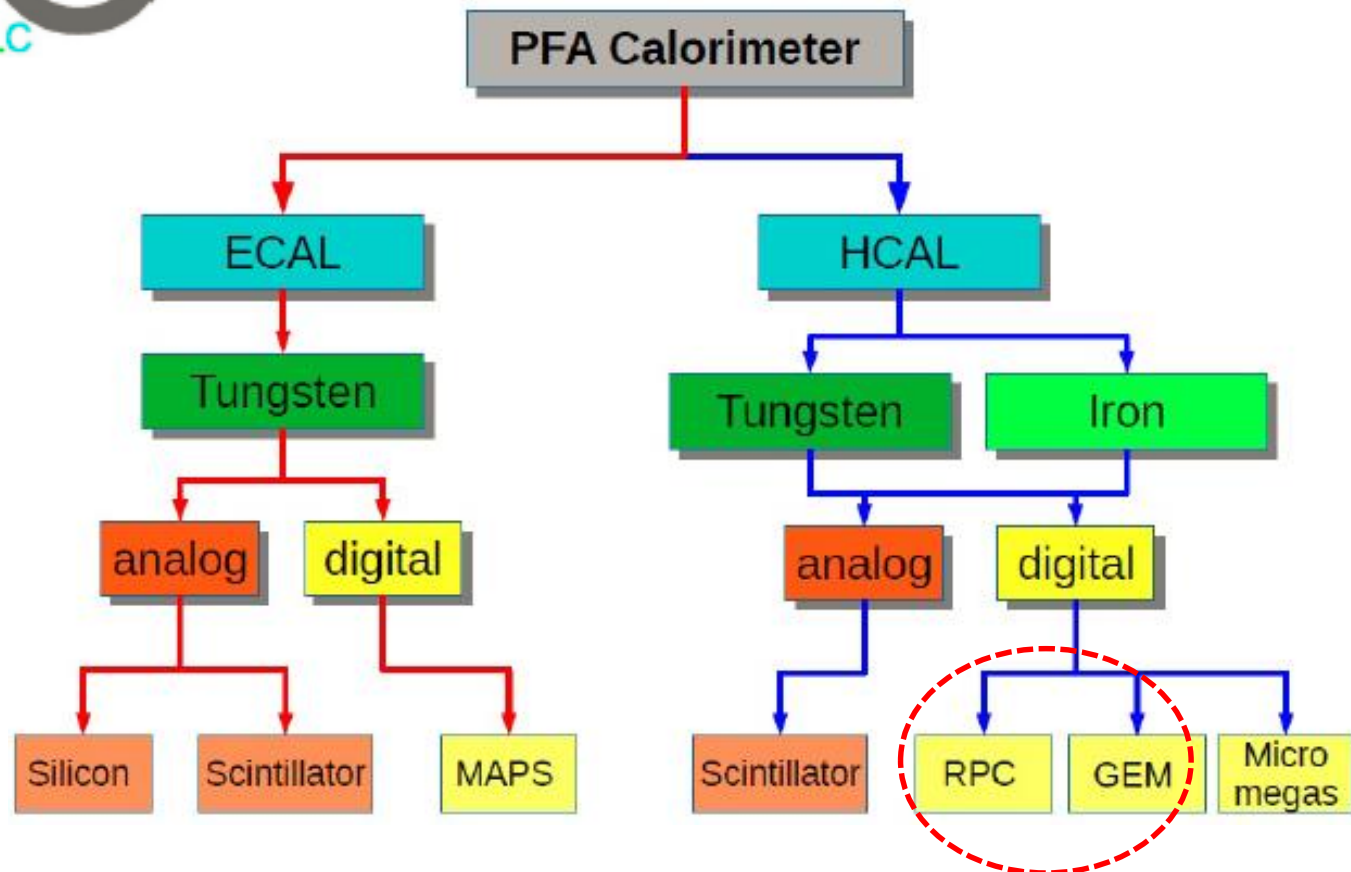 PFA Calorimeter
ECAL
HCAL
Tungsten
Tungsten
Iron
analog
digital
analog
digital
Silicon
Scintillator
MAPS
Scintillator
RPC
GEM
Micro
megas